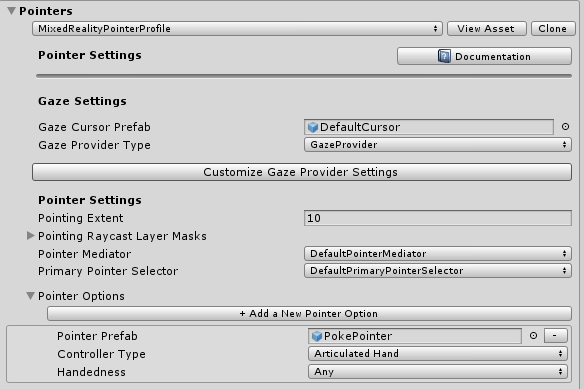 Pointers
MixedRealityPointerProfile View Asset Clone
Pointer Settings Documentation
Gaze Settings
Gaze Cursor Prefab DefaultCursor
Gaze Provider Type GazeProvider
Customize Gaze Provider Settings
Pointer Settings
Pointing Extent 10
Pointing Raycast Layer Masks
Pointer Mediator DefaultPointerMediator
Primary Pointer Selector DefaultPrimaryPointerSelector
Pointer Options
+ Add a New Pointer Option
Pointer Prefab PokePointer -
Controller Type Articulated Hand
Handedness Any